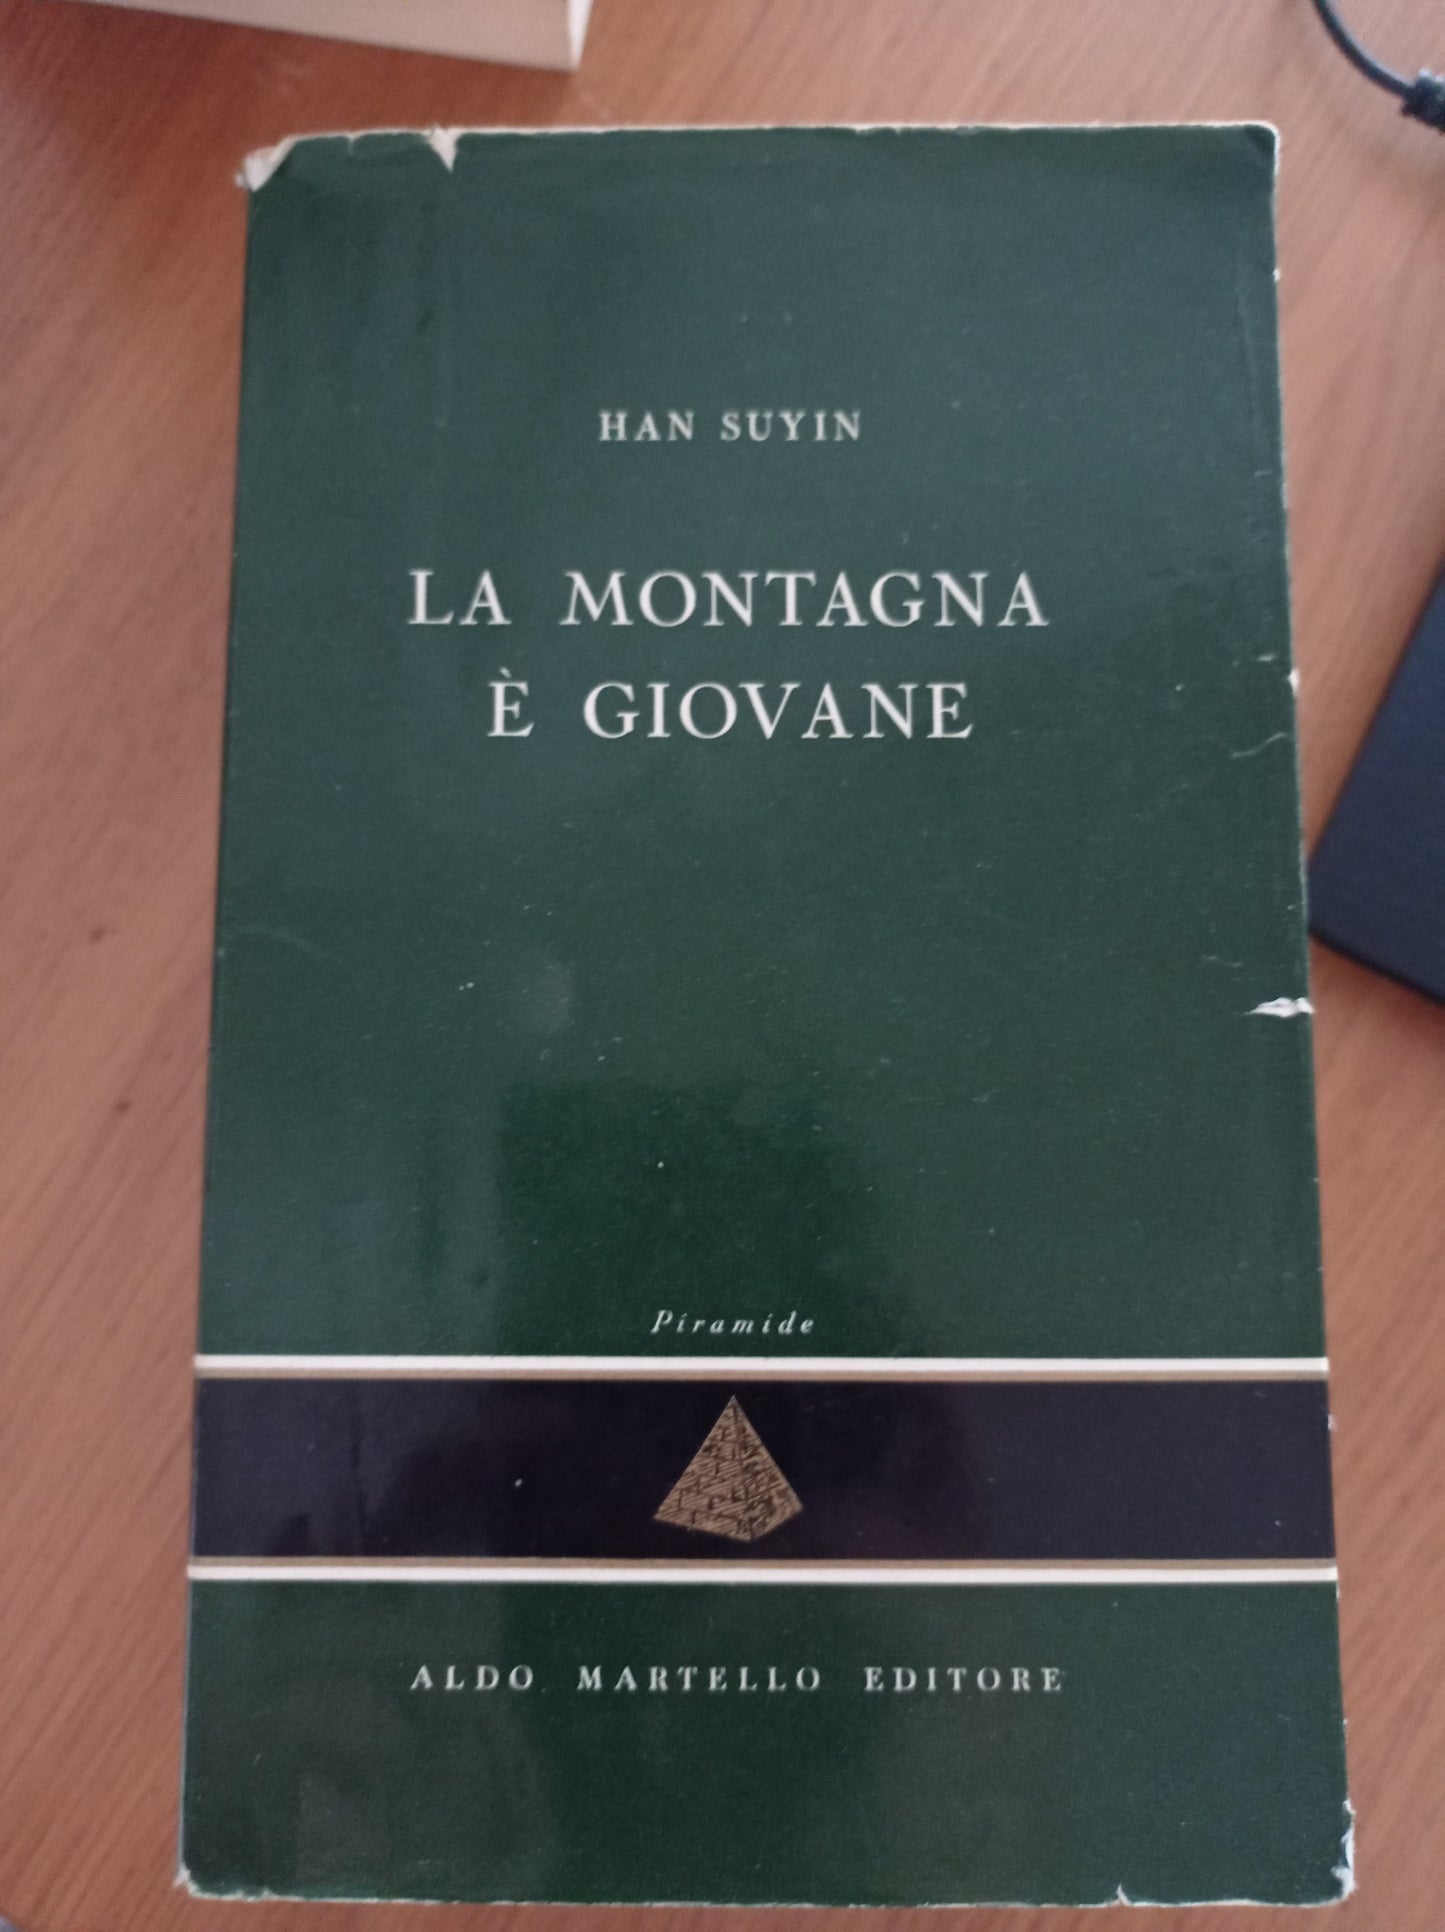 HAN SUYIN
LA MONTAGNA
È GIOVANE
Piramide
ALDO MARTELLO EDITORE